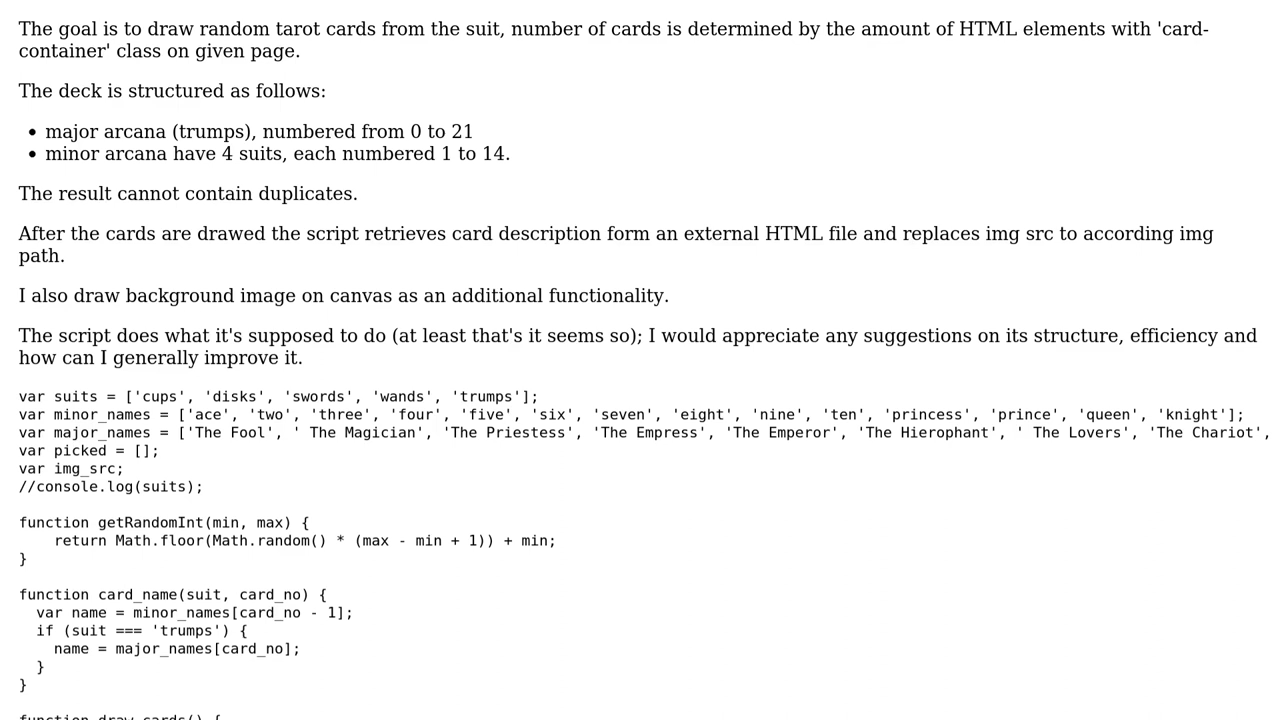 The goal is to draw random tarot cards from the suit, number of cards is determined by the amount of HTML elements with 'card-
container' class on given page.
The deck is structured as follows:
• major arcana (trumps), numbered from 0 to 21
• minor arcana have 4 suits, each numbered 1 to 14.
The result cannot contain duplicates.
After the cards are drawed the script retrieves card description form an external HTML file and replaces img src to according img
path.
I also draw background image on canvas as an additional functionality.
The script does what it's supposed to do (at least that's it seems so); I would appreciate any suggestions on its structure, efficiency and
how can I generally improve it.
var suits = ['cups', 'disks', 'swords', 'wands', 'trumps'];
var minor_names = ['ace', 'two', 'three', 'four', 'five', 'six', 'seven', 'eight', 'nine', 'ten', 'princess', 'prince', 'queen', 'knight'];
var major_names = ['The Fool', ' The Magician', 'The Priestess', 'The Empress', 'The Emperor', 'The Hierophant', ' The Lovers', 'The Chariot',
var picked = [];
var img_src;
//console.log(suits);
function getRandomInt(min, max) {
    return Math.floor(Math.random() * (max - min + 1)) + min;
}
function card_name(suit, card_no) {
  var name = minor_names[card_no - 1];
  if (suit === 'trumps') {
    name = major_names[card_no];
  }
}
function draw_cards() {